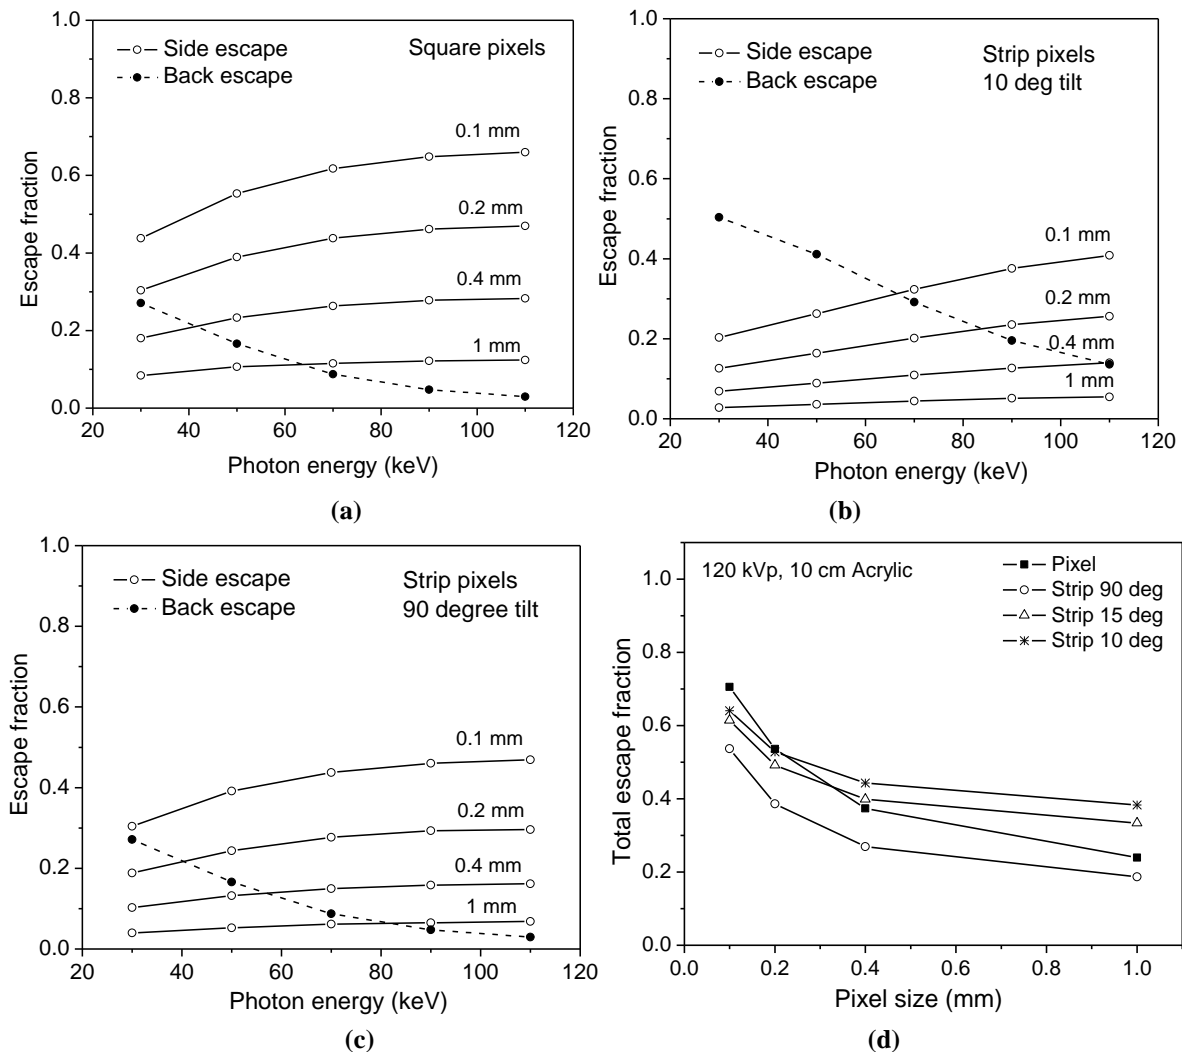 1.0
0.8
0.6
0.4
0.2
0.0
Escape fraction
Side escape
Back escape
Square pixels
0.1 mm
0.2 mm
0.4 mm
1 mm
20 40 60 80 100 120
Photon energy (keV)
(a)
1.0
0.8
0.6
0.4
0.2
0.0
Escape fraction
Side escape
Back escape
Strip pixels
10 deg tilt
0.1 mm
0.2 mm
0.4 mm
1 mm
20 40 60 80 100 120
Photon energy (keV)
(b)
1.0
0.8
0.6
0.4
0.2
0.0
Escape fraction
Side escape
Back escape
Strip pixels
90 degree tilt
0.1 mm
0.2 mm
0.4 mm
1 mm
20 40 60 80 100 120
Photon energy (keV)
(c)
1.0
0.8
0.6
0.4
0.2
0.0
Total escape fraction
120 kVp, 10 cm Acrylic
Pixel
Strip 90 deg
Strip 15 deg
Strip 10 deg
0.0 0.2 0.4 0.6 0.8 1.0
Pixel size (mm)
(d)